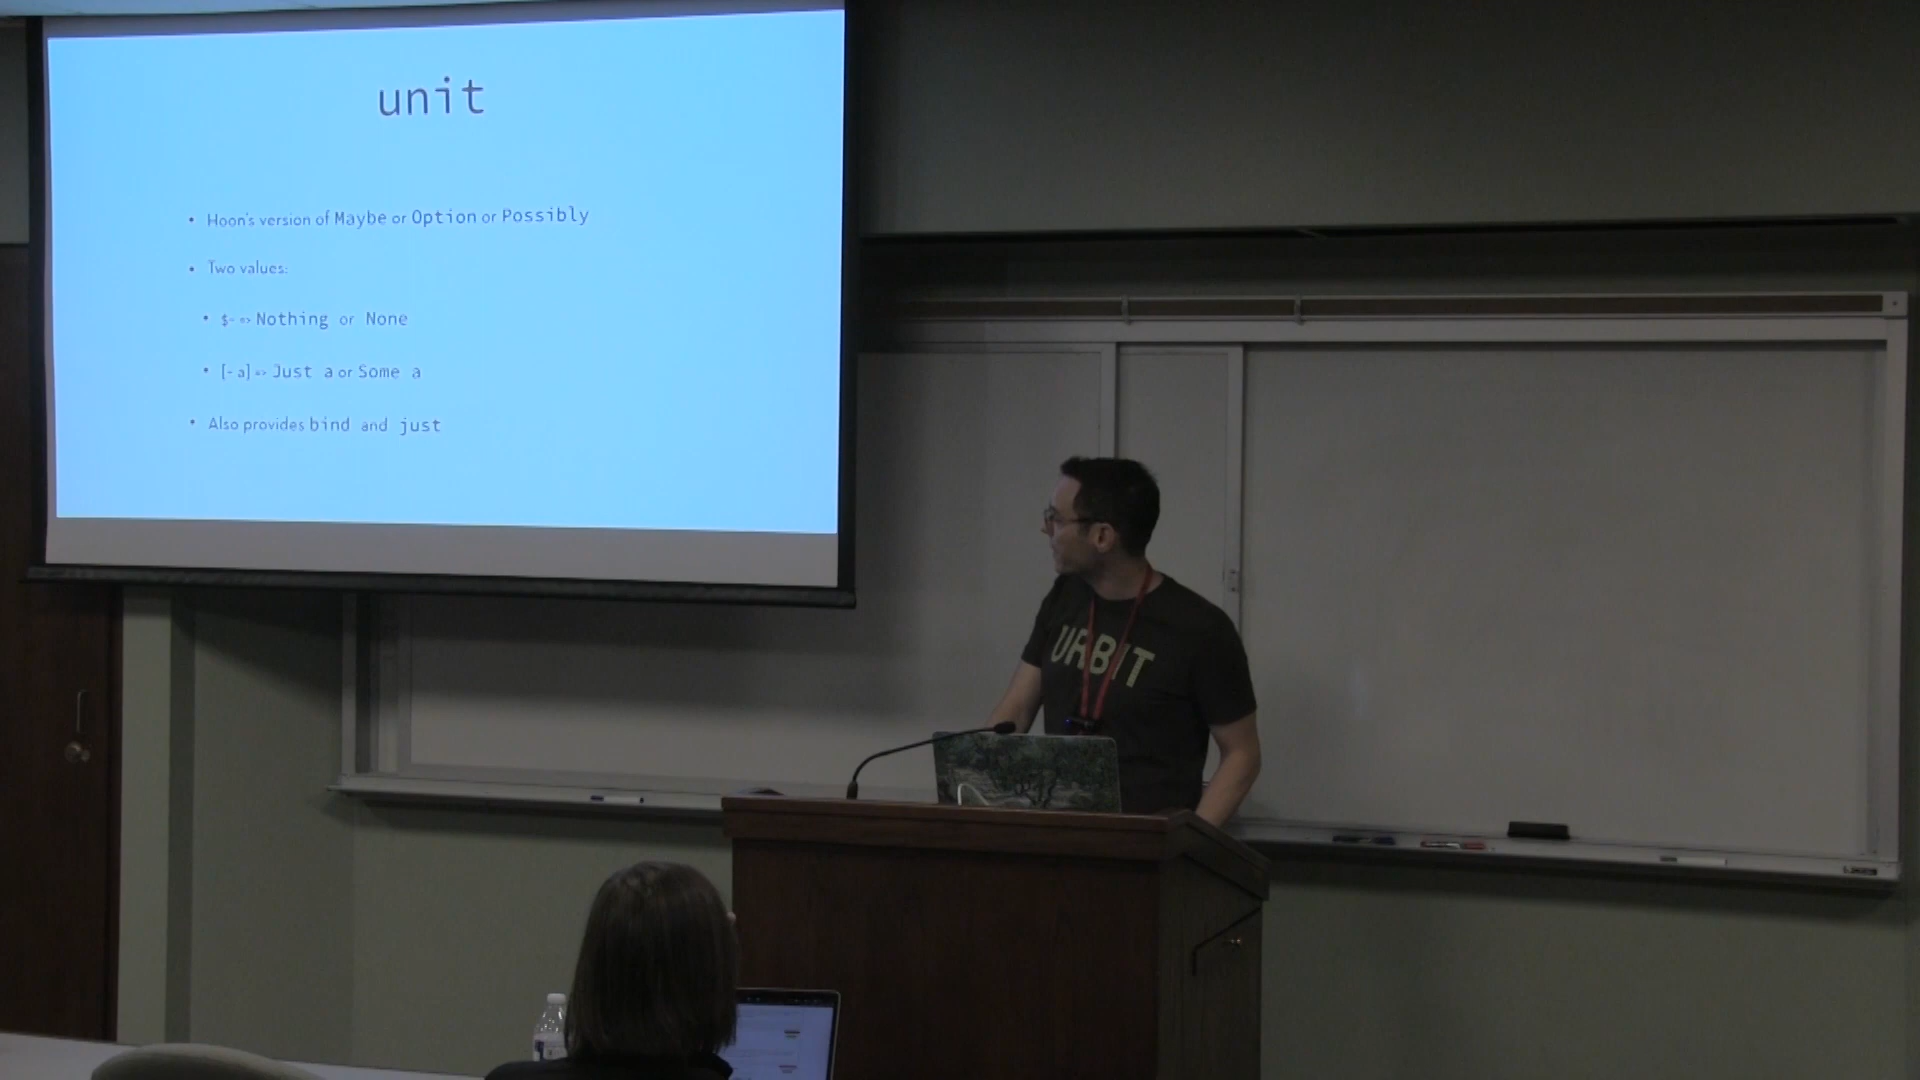 unit
• Hoon's version of Maybe or Option or Possibly
• Two values:
• $~ => Nothing or None
• [~ a] => Just a or Some a
• Also provides bind and just
URBIT